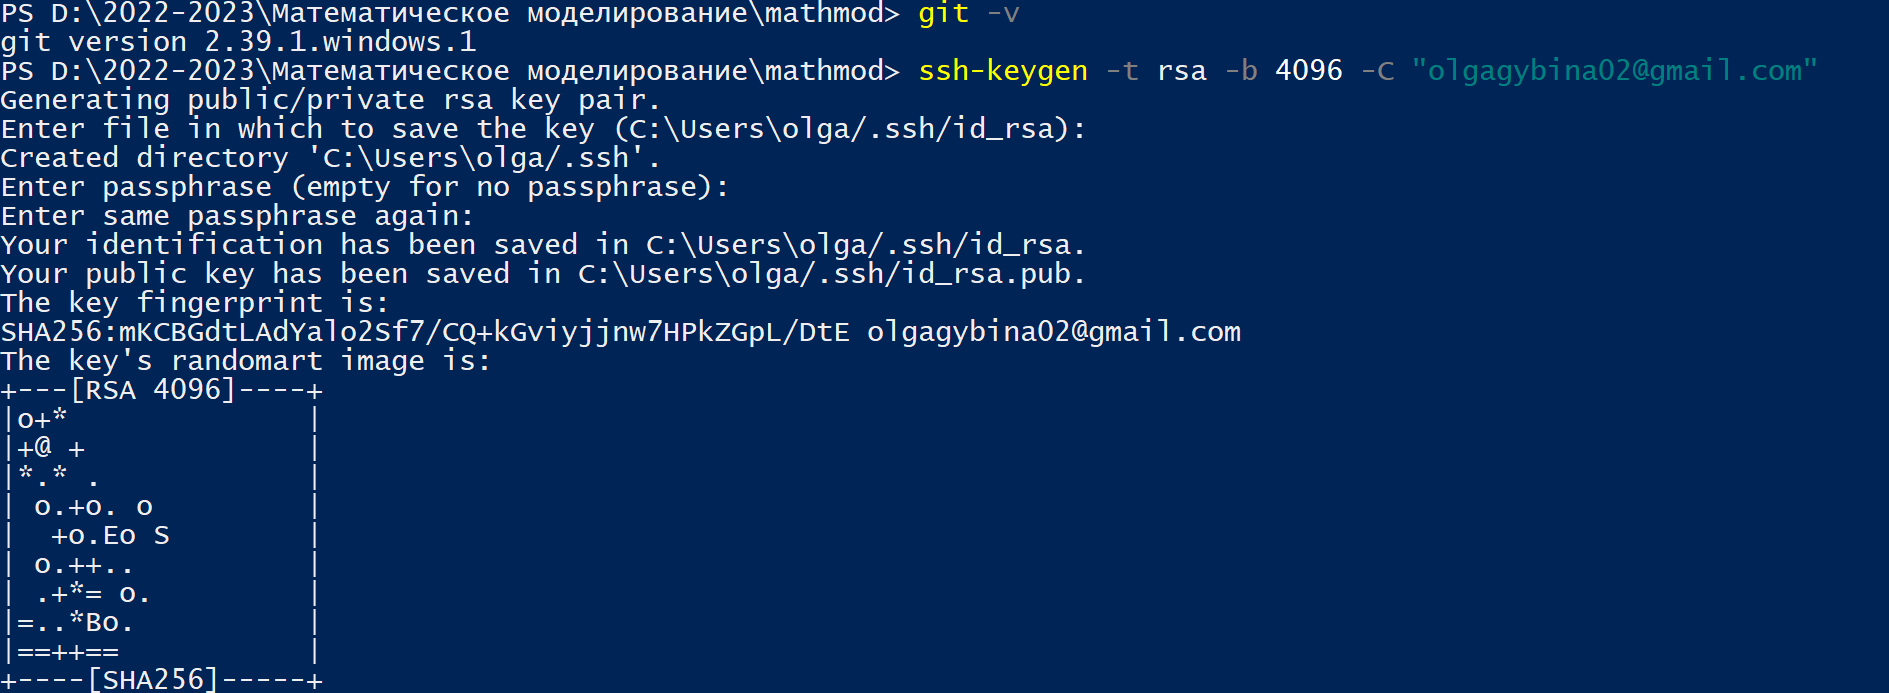 PS D:\2022-2023\Математическое моделирование\mathmod> git -v
git version 2.39.1.windows.1
PS D:\2022-2023\Математическое моделирование\mathmod> ssh-keygen -t rsa -b 4096 -C "olgagybina02@gmail.com"
Generating public/private rsa key pair.
Enter file in which to save the key (C:\Users\olga/.ssh/id_rsa):
Created directory 'C:\Users\olga/.ssh'.
Enter passphrase (empty for no passphrase):
Enter same passphrase again:
Your identification has been saved in C:\Users\olga/.ssh/id_rsa.
Your public key has been saved in C:\Users\olga/.ssh/id_rsa.pub.
The key fingerprint is:
SHA256:mKCBGdtLAdYalo2Sf7/CQ+kGviyjjnw7HPkZGpL/DtE olgagybina02@gmail.com
The key's randomart image is:
+---[RSA 4096]----+
|o+*              |
|+@ +             |
|*.* .            |
| o.+o. o         |
|  +o.Eo S        |
| o.++..          |
| .+*= o.         |
|=..*Bo.          |
|==++==           |
+----[SHA256]-----+